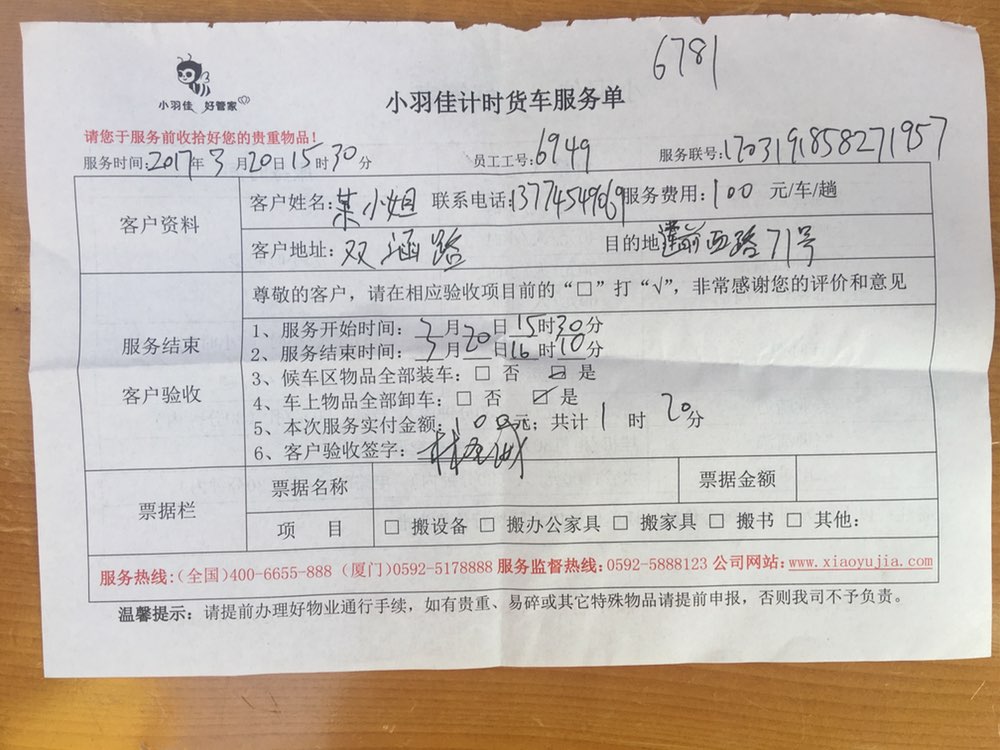 6781
小羽佳 好管家
小羽佳计时货车服务单
请您于服务前收拾好您的贵重物品！
服务时间:2017年3月20日15时30分 员工工号:6949 服务联号:170319185827 1957
客户资料
客户姓名:某小姐 联系电话:13774549669 服务费用:100 元/车/趟
客户地址:双涵路 目的地 莲前西路71号
服务结束
客户验收
尊敬的客户，请在相应验收项目前的“□”打“√”，非常感谢您的评价和意见
1、服务开始时间：3月20日15时30分
2、服务结束时间：3月20日16时10分
3、候车区物品全部装车：□ 否 ☑ 是
4、车上物品全部卸车：□ 否 ☑ 是
5、本次服务实付金额：100元；共计1时20分
6、客户验收签字：
票据栏
票据名称 票据金额
项 目 □ 搬设备 □ 搬办公家具 □ 搬家具 □ 搬书 □ 其他:
服务热线:(全国)400-6655-888 (厦门)0592-5178888 服务监督热线:0592-5888123 公司网站:www.xiaoyujia.com
温馨提示：请提前办理好物业通行手续，如有贵重、易碎或其它特殊物品请提前申报，否则我司不予负责。